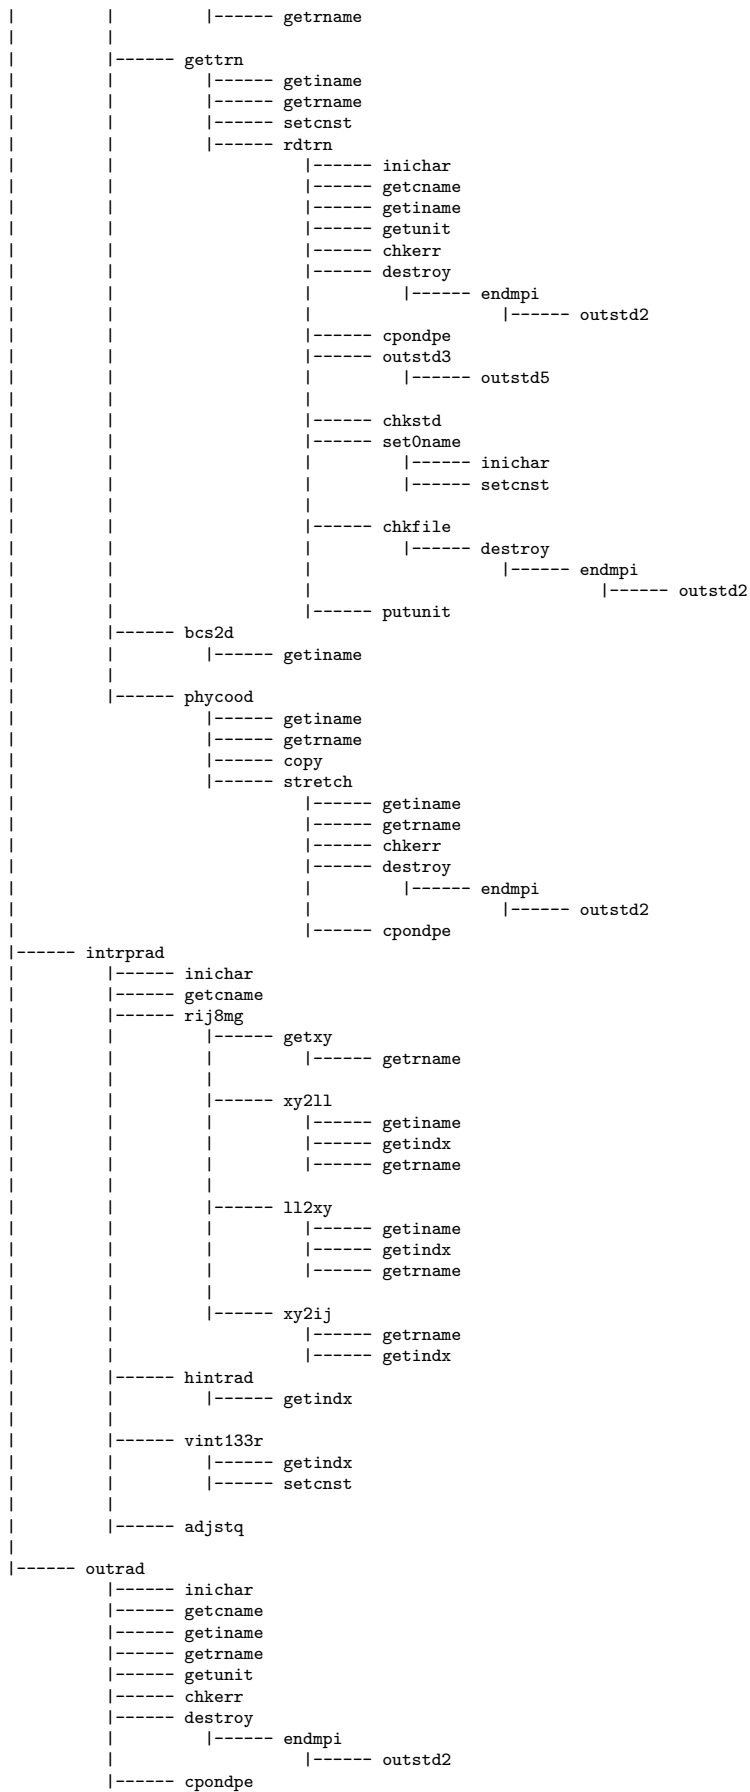 |         |         |------ getrname
|         |
|         |------ gettrn
|         |         |------ getiname
|         |         |------ getrname
|         |         |------ setcnst
|         |         |------ rdtrn
|         |                   |------ inichar
|         |                   |------ getcname
|         |                   |------ getiname
|         |                   |------ getunit
|         |                   |------ chkerr
|         |                   |------ destroy
|         |                   |         |------ endmpi
|         |                   |                   |------ outstd2
|         |                   |------ cpondpe
|         |                   |------ outstd3
|         |                   |         |------ outstd5
|         |                   |
|         |                   |------ chkstd
|         |                   |------ set0name
|         |                   |         |------ inichar
|         |                   |         |------ setcnst
|         |                   |
|         |                   |------ chkfile
|         |                   |         |------ destroy
|         |                   |                   |------ endmpi
|         |                   |                             |------ outstd2
|         |                   |------ putunit
|         |------ bcs2d
|         |         |------ getiname
|         |
|         |------ phycood
|                   |------ getiname
|                   |------ getrname
|                   |------ copy
|                   |------ stretch
|                             |------ getiname
|                             |------ getrname
|                             |------ chkerr
|                             |------ destroy
|                             |         |------ endmpi
|                             |                   |------ outstd2
|                             |------ cpondpe
|------ intrprad
|         |------ inichar
|         |------ getcname
|         |------ rij8mg
|         |         |------ getxy
|         |         |         |------ getrname
|         |         |
|         |         |------ xy2ll
|         |         |         |------ getiname
|         |         |         |------ getindx
|         |         |         |------ getrname
|         |         |
|         |         |------ ll2xy
|         |         |         |------ getiname
|         |         |         |------ getindx
|         |         |         |------ getrname
|         |         |
|         |         |------ xy2ij
|         |                   |------ getrname
|         |                   |------ getindx
|         |------ hintrad
|         |         |------ getindx
|         |
|         |------ vint133r
|         |         |------ getindx
|         |         |------ setcnst
|         |
|         |------ adjstq
|
|------ outrad
          |------ inichar
          |------ getcname
          |------ getiname
          |------ getrname
          |------ getunit
          |------ chkerr
          |------ destroy
          |         |------ endmpi
          |                   |------ outstd2
          |------ cpondpe